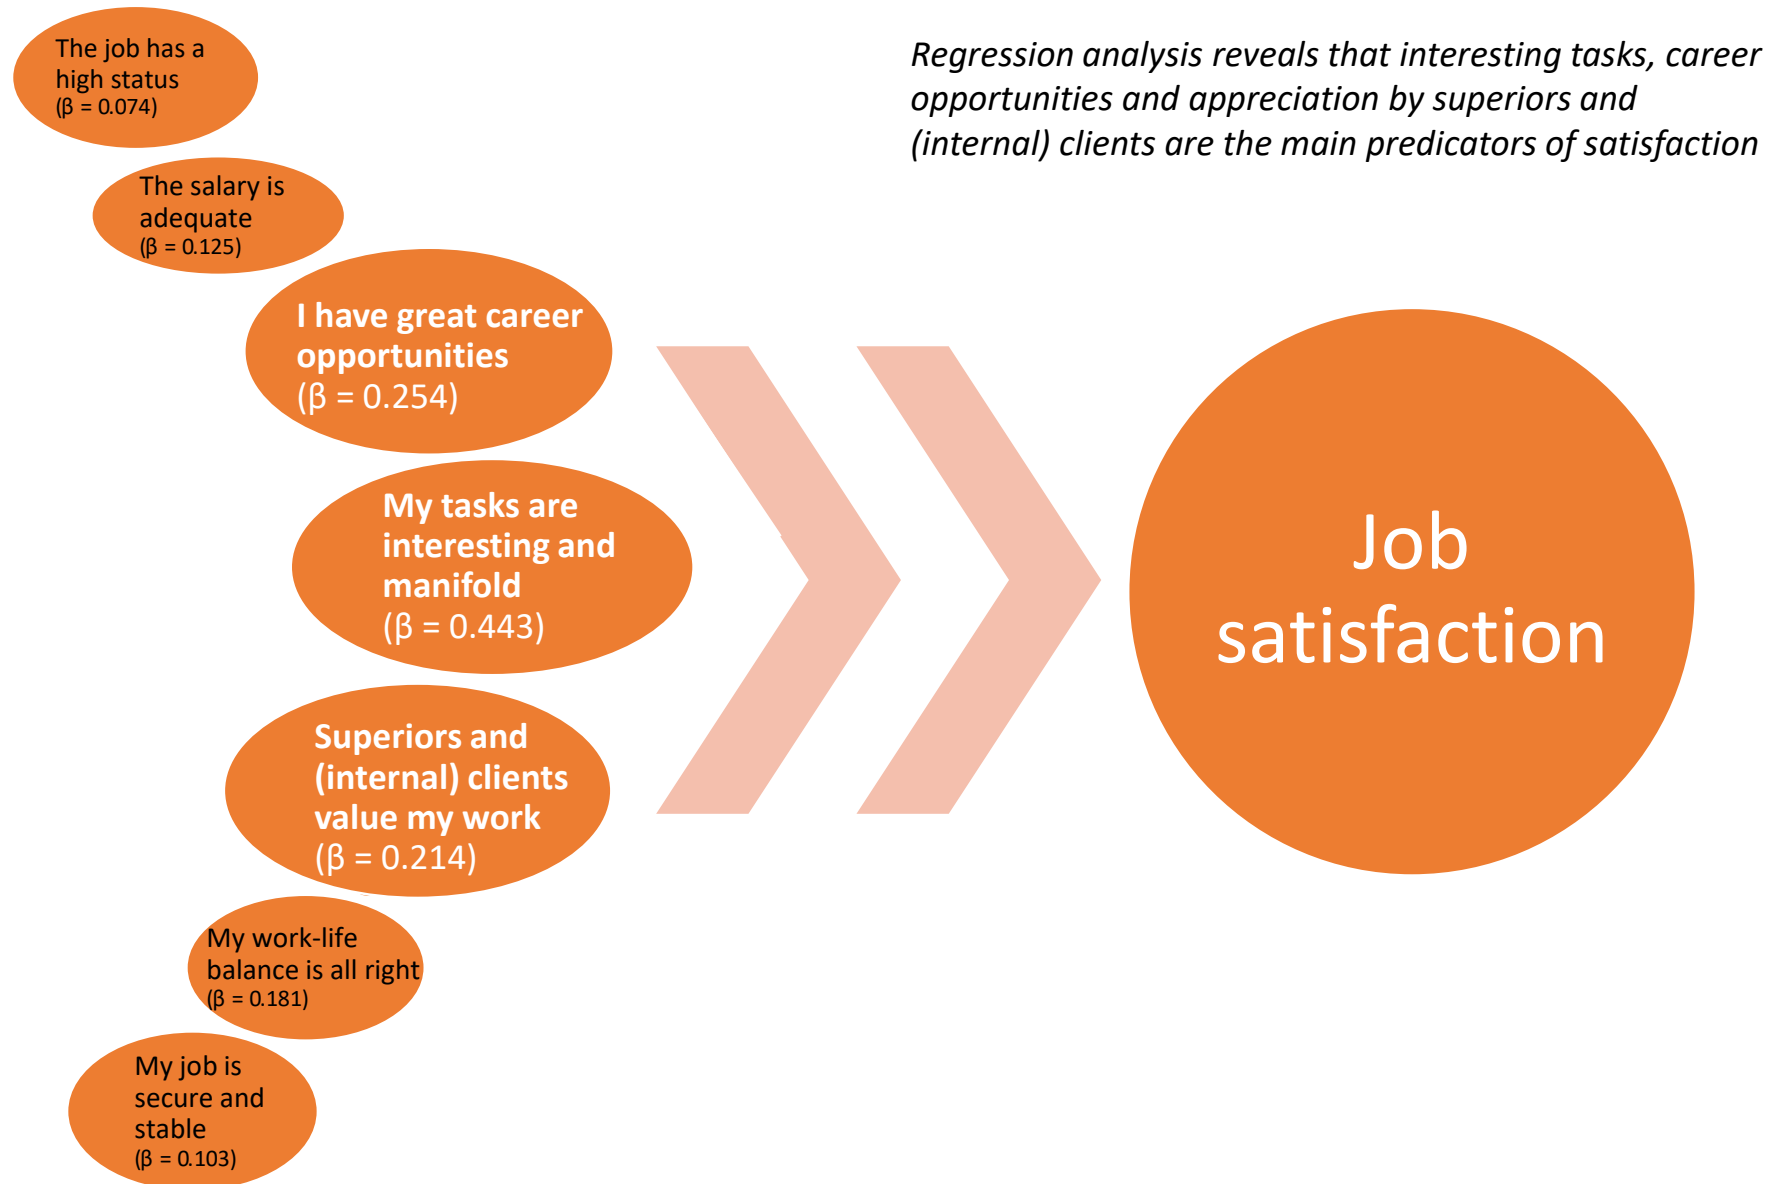 The job has a
high status
(β = 0.074)
Regression analysis reveals that interesting tasks, career
opportunities and appreciation by superiors and
(internal) clients are the main predicators of satisfaction
The salary is
adequate
(β = 0.125)
I have great career
opportunities
(β = 0.254)
My tasks are
interesting and
manifold
(β = 0.443)
Superiors and
(internal) clients
value my work
(β = 0.214)
My work-life
balance is all right
(β = 0.181)
My job is
secure and
stable
(β = 0.103)
Job
satisfaction